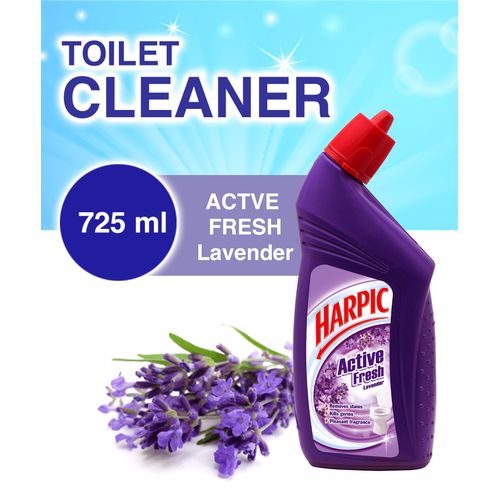 TOILET
CLEANER
725 ml
ACTVE
FRESH
Lavender
HARPIC
Active
Fresh
Lavender
• Removes stains
• Kills germs
• Pleasant fragrance